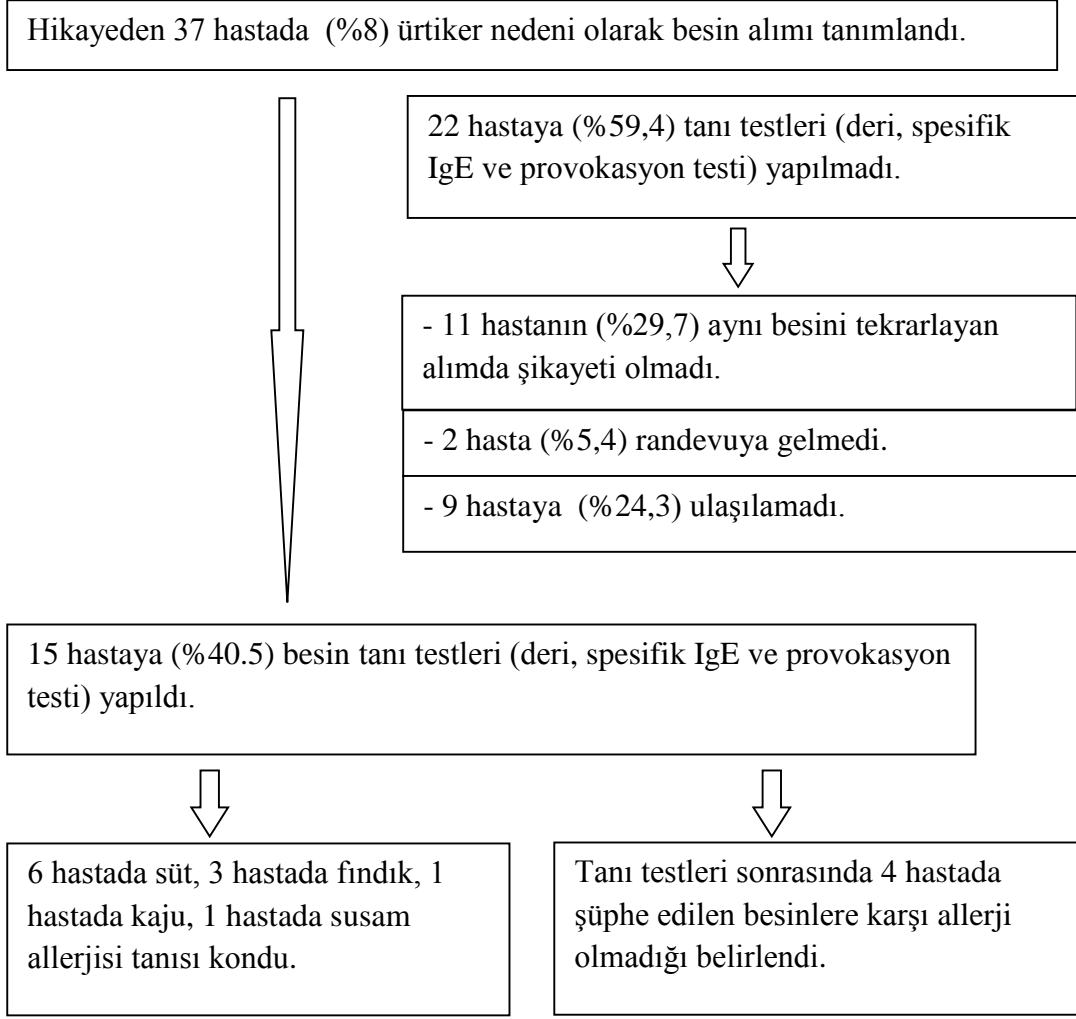 Hikayeden 37 hastada (%8) ürtiker nedeni olarak besin alımı tanımlandı.
22 hastaya (%59,4) tanı testleri (deri, spesifik
IgE ve provokasyon testi) yapılmadı.
- 11 hastanın (%29,7) aynı besini tekrarlayan
alımda şikayeti olmadı.
- 2 hasta (%5,4) randevuya gelmedi.
- 9 hastaya (%24,3) ulaşılamadı.
15 hastaya (%40.5) besin tanı testleri (deri, spesifik IgE ve provokasyon
testi) yapıldı.
6 hastada süt, 3 hastada fındık, 1
hastada kaju, 1 hastada susam
allerjisi tanısı kondu.
Tanı testleri sonrasında 4 hastada
şüphe edilen besinlere karşı allerji
olmadığı belirlendi.